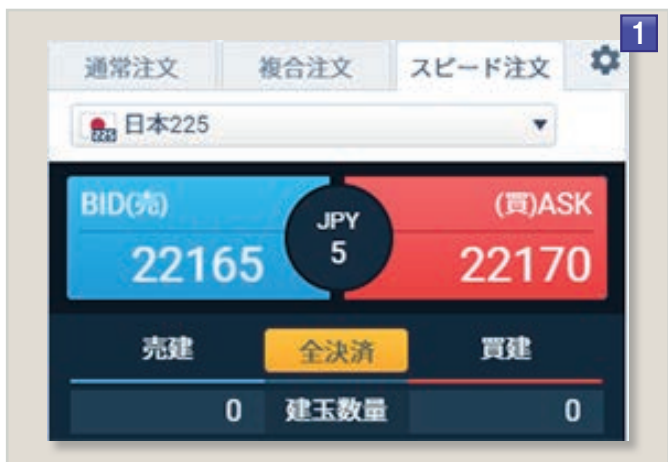 1
通常注文 複合注文 スピード注文
225 日本225
BID(売) JPY (買)ASK
22165 5 22170
売建 全決済 買建
0 建玉数量 0